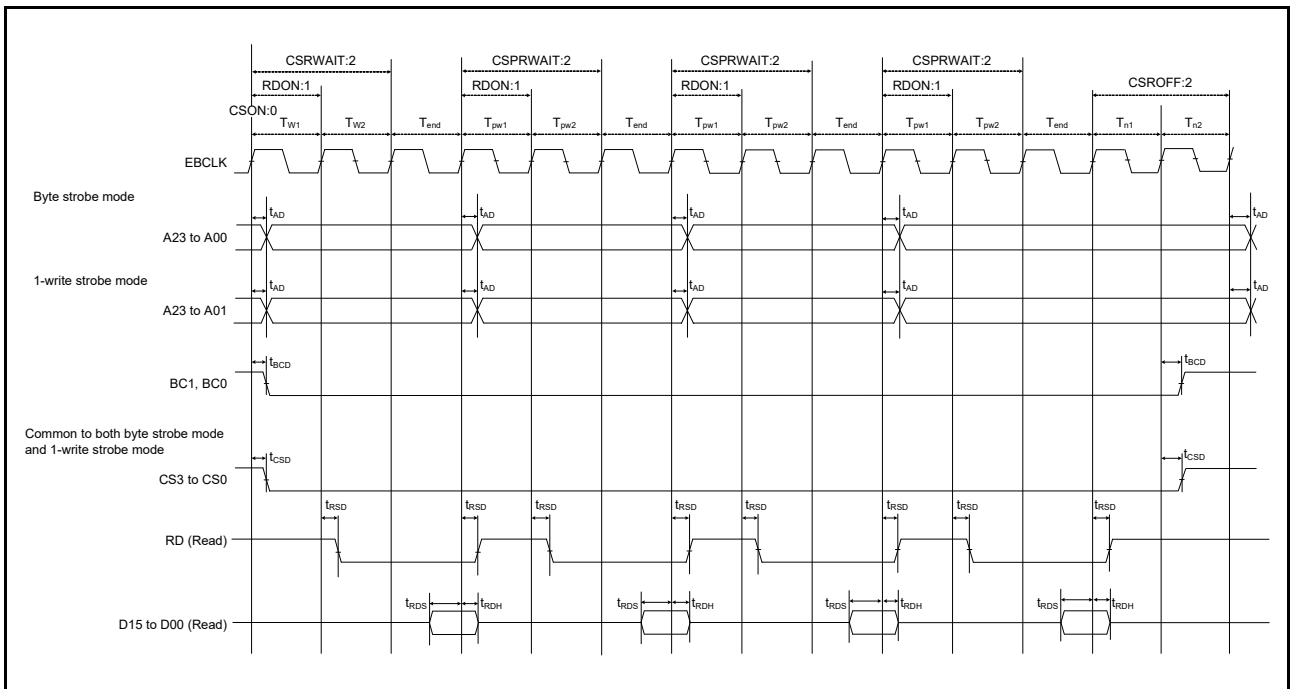 CSRWAIT:2 CSPRWAIT:2 CSPRWAIT:2 CSPRWAIT:2
RDON:1 RDON:1 RDON:1 RDON:1 CSROFF:2
CSON:0
TW1 TW2 Tend Tpw1 Tpw2 Tend Tpw1 Tpw2 Tend Tpw1 Tpw2 Tend Tn1 Tn2
EBCLK
Byte strobe mode
tAD tAD tAD tAD tAD
A23 to A00
1-write strobe mode
tAD tAD tAD tAD tAD
A23 to A01
tBCD tBCD
BC1, BC0
Common to both byte strobe mode
and 1-write strobe mode
tCSD tCSD
CS3 to CS0
tRSD tRSD tRSD tRSD tRSD tRSD tRSD tRSD
RD (Read)
tRDS tRDH tRDS tRDH tRDS tRDH tRDS tRDH
D15 to D00 (Read)